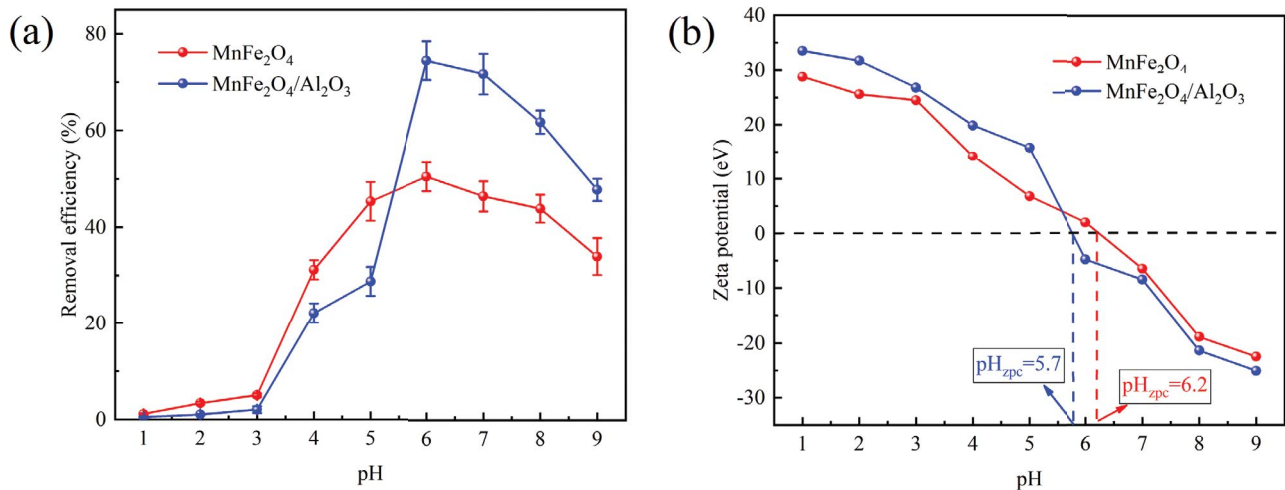 (a)
80
60
40
20
0
Removal efficiency (%)
MnFe₂O₄
MnFe₂O₄/Al₂O₃
1 2 3 4 5 6 7 8 9
pH
(b)
40
30
20
10
0
-10
-20
-30
Zeta potential (eV)
MnFe₂O₄
MnFe₂O₄/Al₂O₃
pHzpc=5.7
pHzpc=6.2
1 2 3 4 5 6 7 8 9
pH